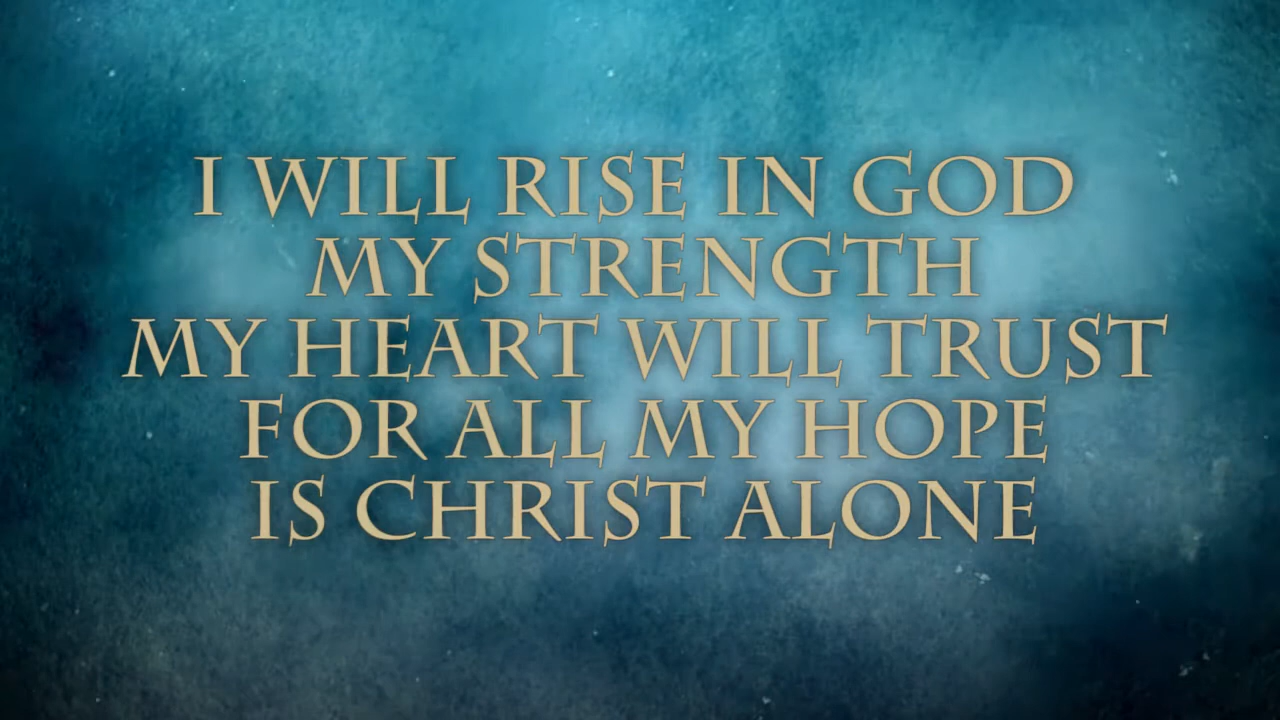 I WILL RISE IN GOD
MY STRENGTH
MY HEART WILL TRUST
FOR ALL MY HOPE
IS CHRIST ALONE